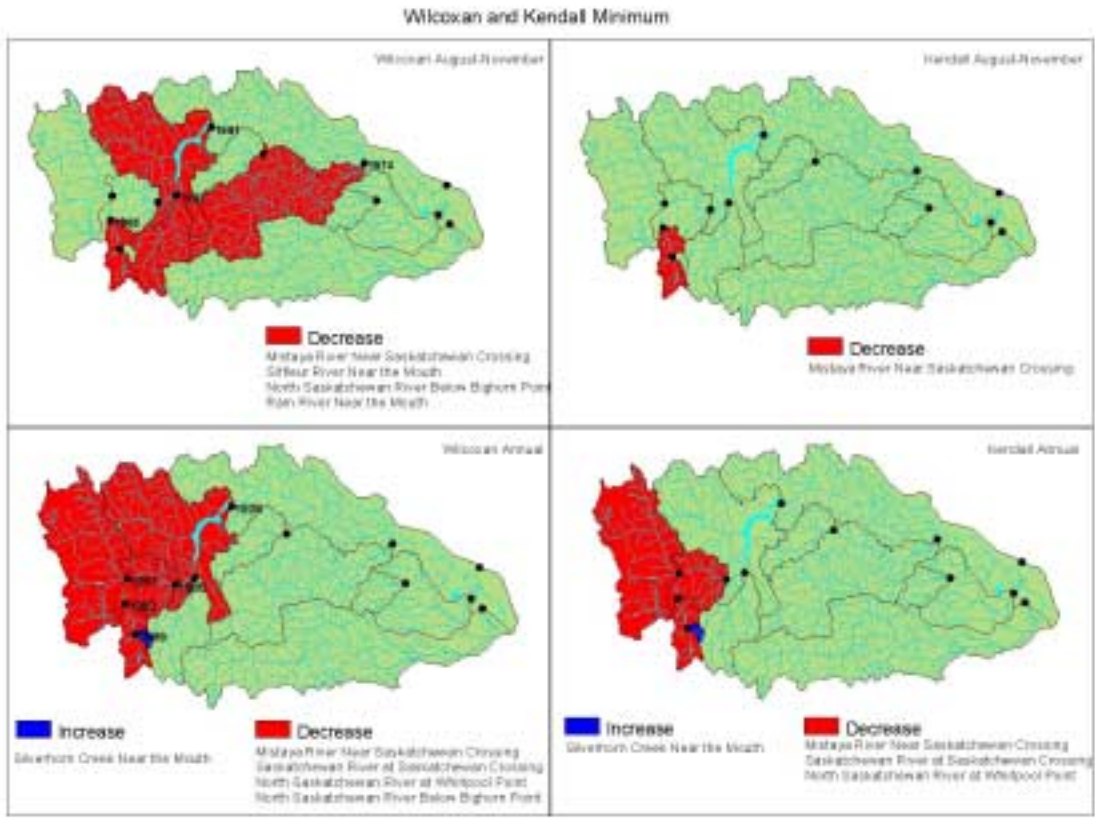 Wilcoxan and Kendall Minimum
Wilcoxan August-November
Kendall August-November
1974
Decrease
Mistaya River Near Saskatchewan Crossing
Siffleur River Near the Mouth
North Saskatchewan River Below Bighorn Point
Ram River Near the Mouth
Decrease
Mistaya River Near Saskatchewan Crossing
Wilcoxan Annual
Kendall Annual
Increase
Silverhorn Creek Near the Mouth
Decrease
Mistaya River Near Saskatchewan Crossing
Saskatchewan River at Saskatchewan Crossing
North Saskatchewan River at Whirlpool Point
North Saskatchewan River Below Bighorn Point
Increase
Silverhorn Creek Near the Mouth
Decrease
Mistaya River Near Saskatchewan Crossing
Saskatchewan River at Saskatchewan Crossing
North Saskatchewan River at Whirlpool Point